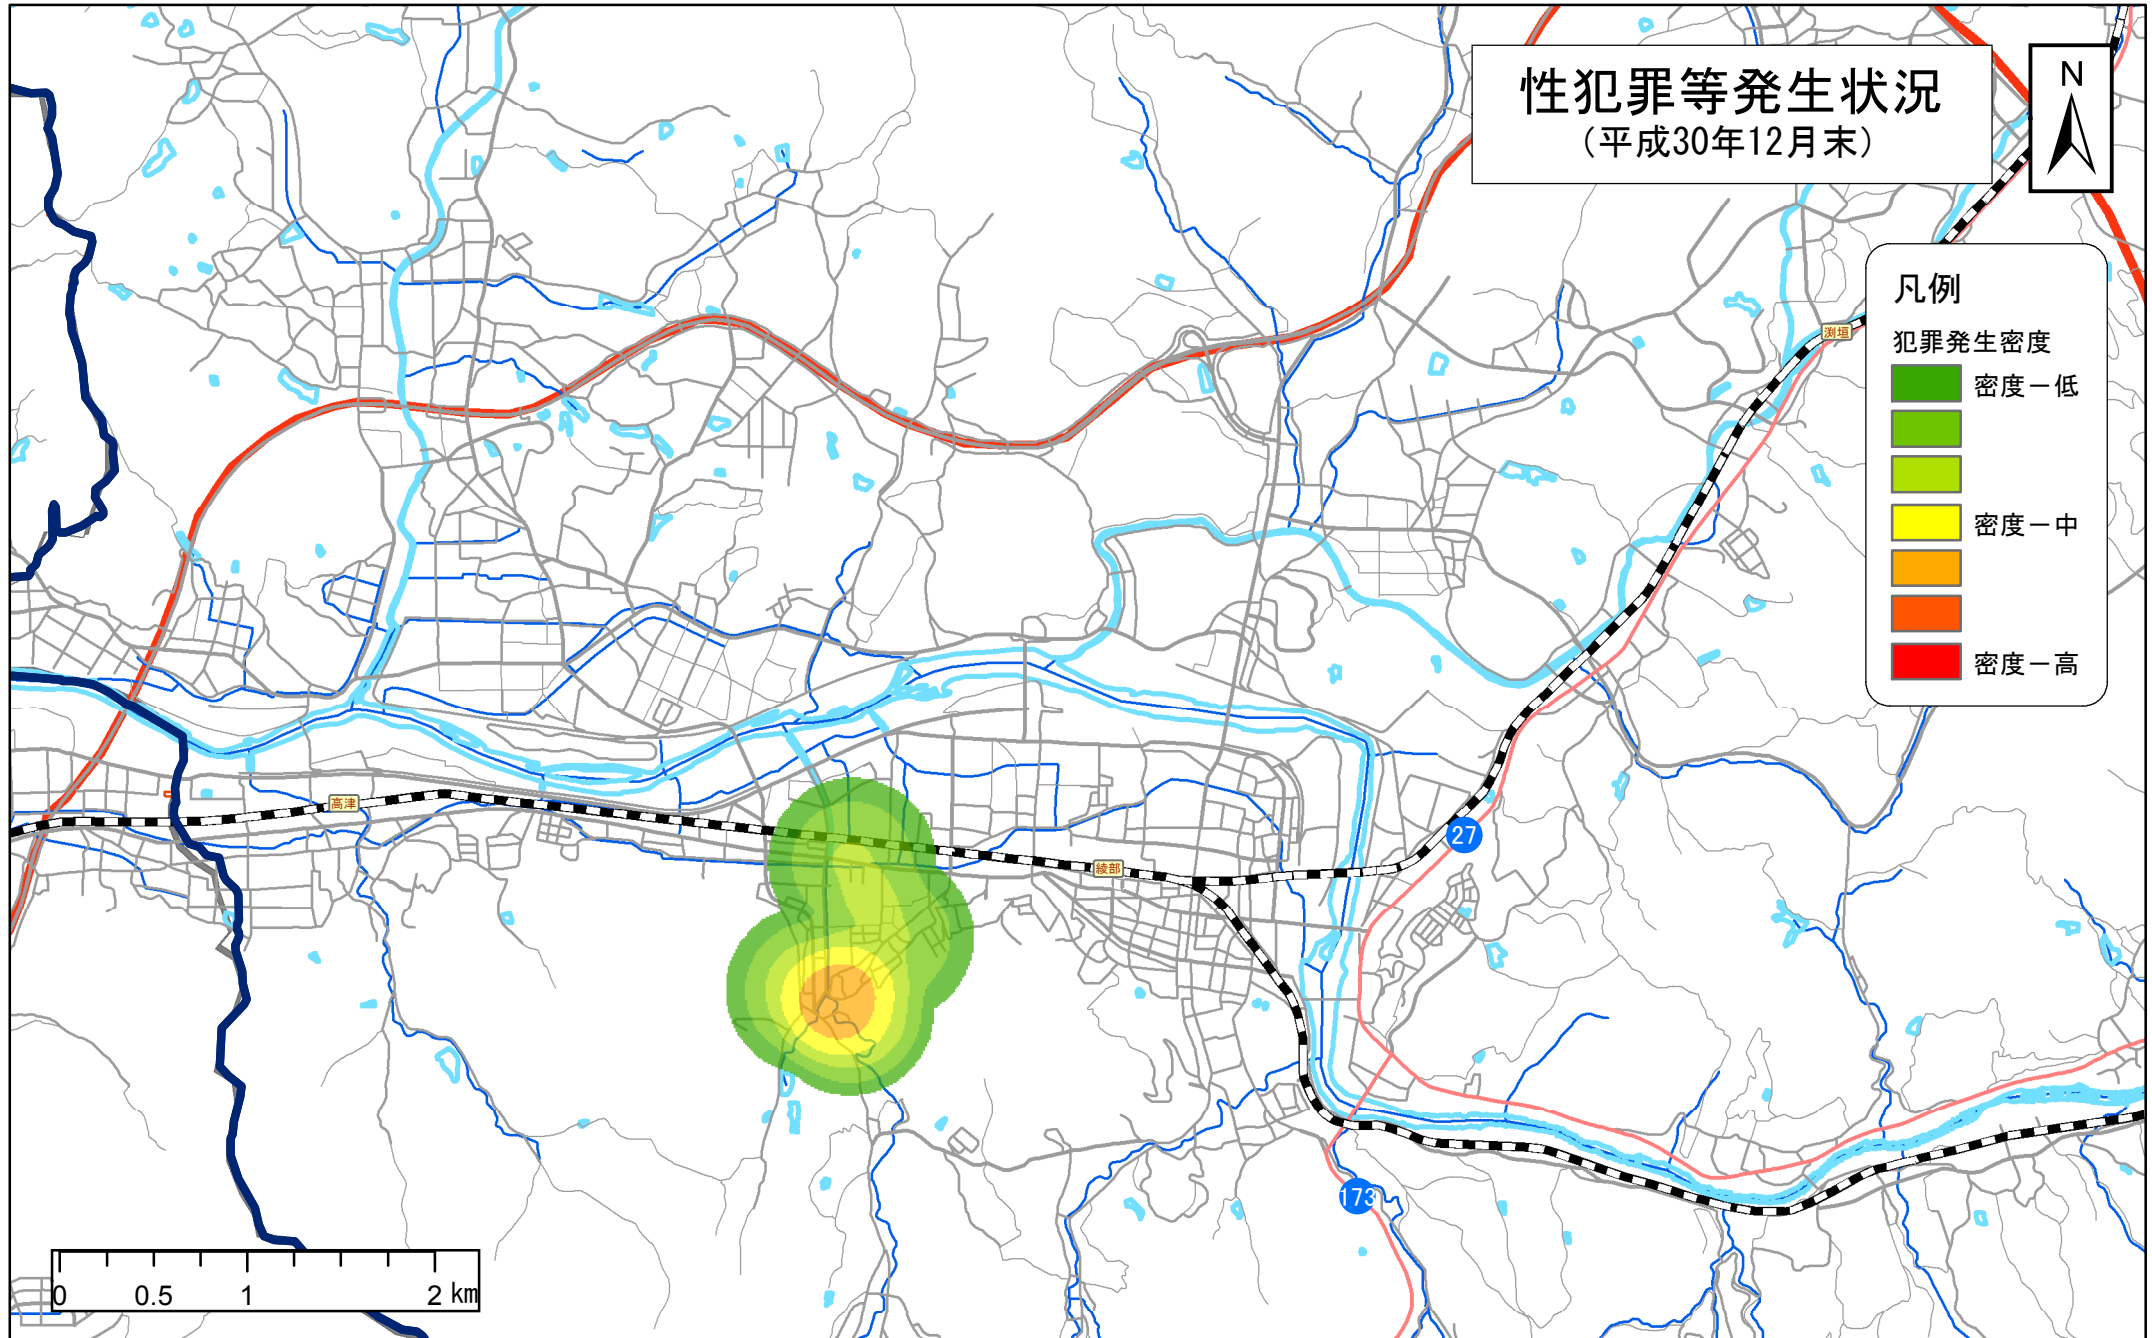 性犯罪等発生状況
(平成30年12月末)
N
凡例
犯罪発生密度
密度－低
密度－中
密度－高
渕垣
高津
綾部
27
173
0 0.5 1 2 km